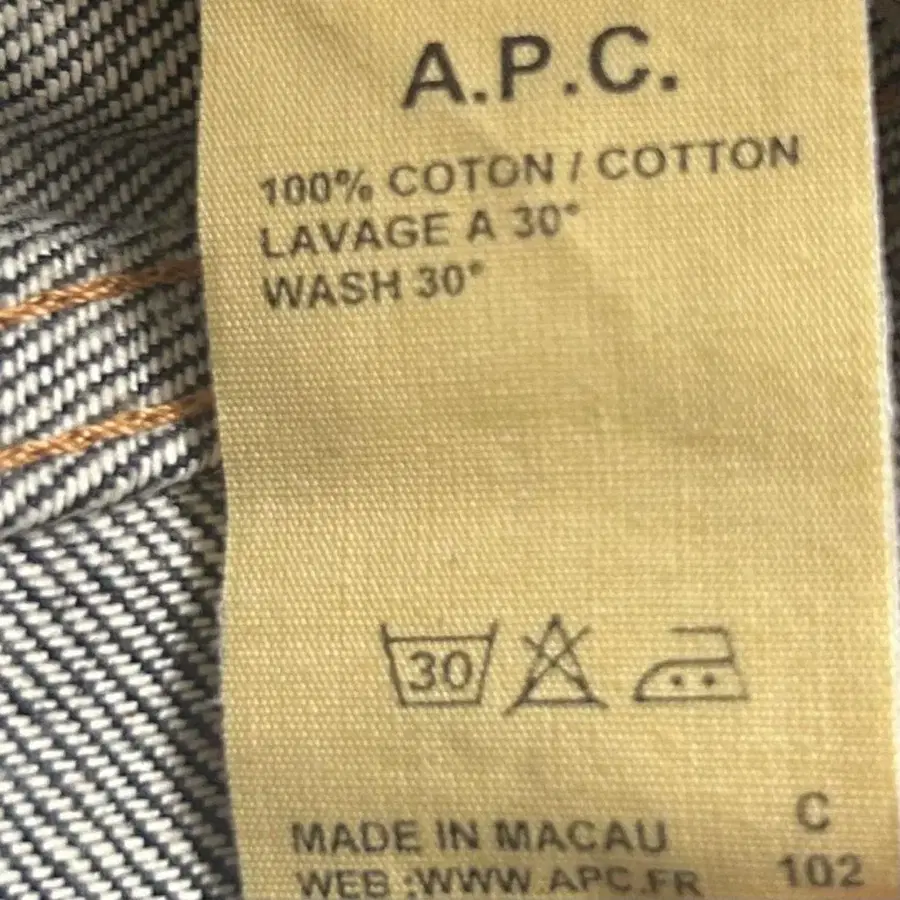 A.P.C.
100% COTON / COTTON
LAVAGE A 30°
WASH 30°
30
MADE IN MACAU
C
WEB :WWW.APC.FR
102